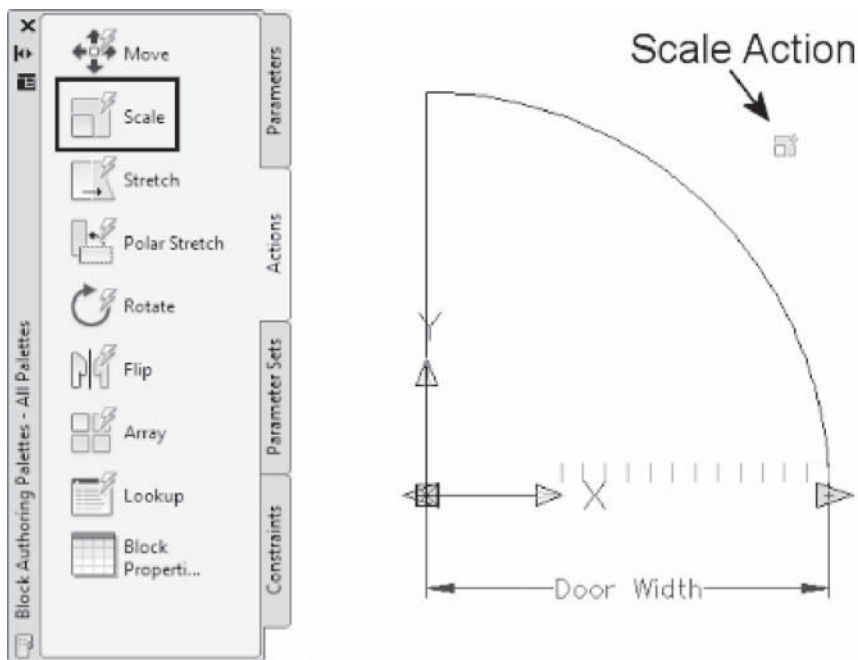 Move
Scale
Stretch
Polar Stretch
Rotate
Flip
Array
Lookup
Block
Properti...
Parameters
Actions
Parameter Sets
Constraints
Block Authoring Palettes - All Palettes
Scale Action
Y
X
Door Width